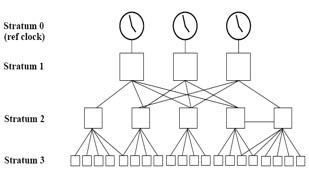 Stratum 0
(ref clock)
Stratum 1
Stratum 2
Stratum 3